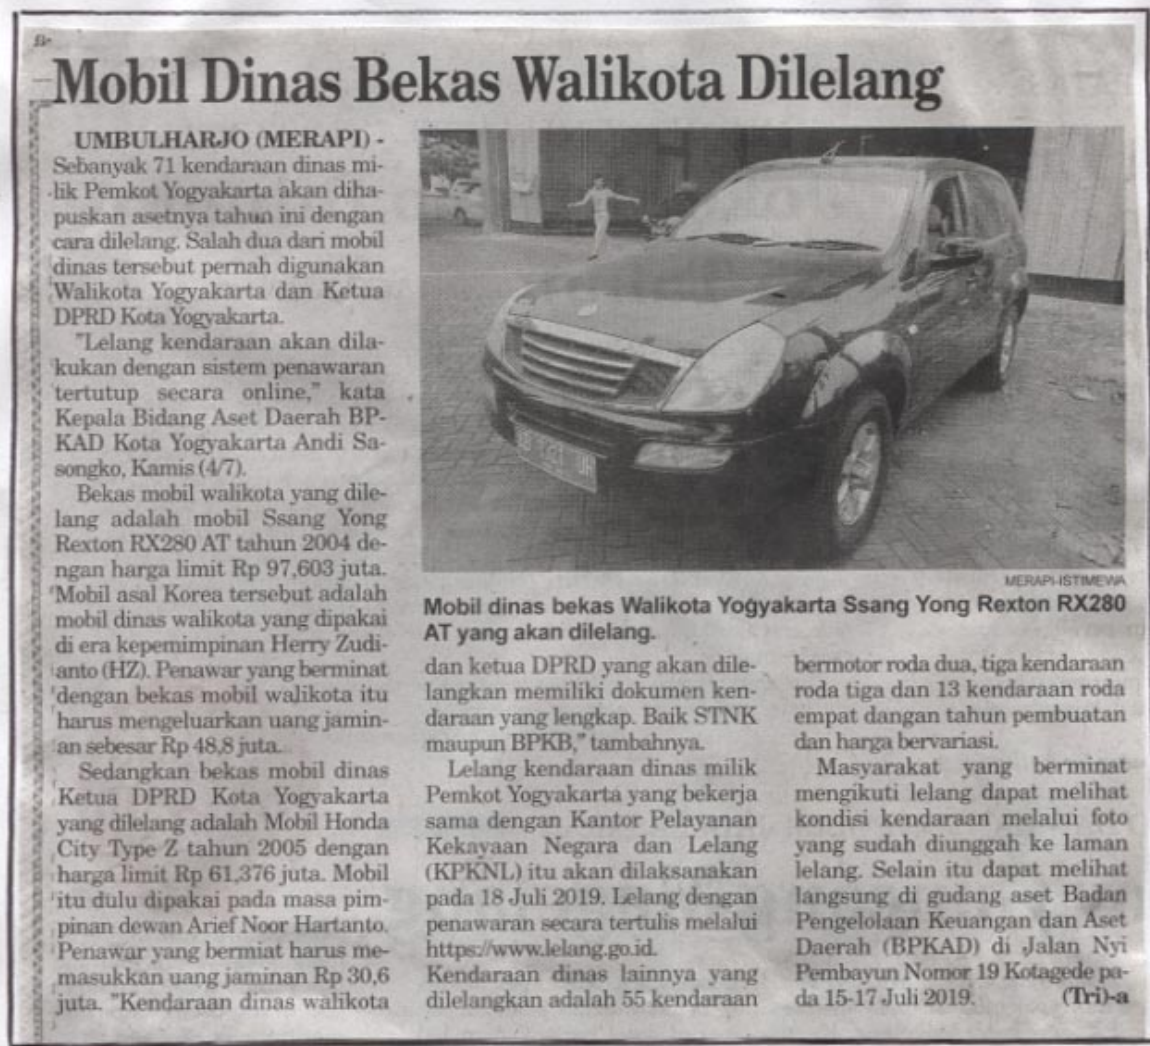 Mobil Dinas Bekas Walikota Dilelang
UMBULHARJO (MERAPI) -
Sebanyak 71 kendaraan dinas mi-
lik Pemkot Yogyakarta akan diha-
puskan asetnya tahun ini dengan
cara dilelang. Salah dua dari mobil
dinas tersebut pernah digunakan
Walikota Yogyakarta dan Ketua
DPRD Kota Yogyakarta.
"Lelang kendaraan akan dila-
kukan dengan sistem penawaran
tertutup secara online," kata
Kepala Bidang Aset Daerah BP-
KAD Kota Yogyakarta Andi Sa-
songko, Kamis (4/7).
Bekas mobil walikota yang dile-
lang adalah mobil Ssang Yong
Rexton RX280 AT tahun 2004 de-
ngan harga limit Rp 97,603 juta.
Mobil asal Korea tersebut adalah
mobil dinas walikota yang dipakai
di era kepemimpinan Herry Zudi-
anto (HZ). Penawar yang berminat
dengan bekas mobil walikota itu
harus mengeluarkan uang jamin-
an sebesar Rp 48,8 juta.
Sedangkan bekas mobil dinas
Ketua DPRD Kota Yogyakarta
yang dilelang adalah Mobil Honda
City Type Z tahun 2005 dengan
harga limit Rp 61,376 juta. Mobil
itu dulu dipakai pada masa pim-
pinan dewan Arief Noor Hartanto.
Penawar yang bermiat harus me-
masukkan uang jaminan Rp 30,6
juta. "Kendaraan dinas walikota
MERAPI-ISTIMEWA
Mobil dinas bekas Walikota Yogyakarta Ssang Yong Rexton RX280
AT yang akan dilelang.
dan ketua DPRD yang akan dile-
langkan memiliki dokumen ken-
daraan yang lengkap. Baik STNK
maupun BPKB," tambahnya.
Lelang kendaraan dinas milik
Pemkot Yogyakarta yang bekerja
sama dengan Kantor Pelayanan
Kekayaan Negara dan Lelang
(KPKNL) itu akan dilaksanakan
pada 18 Juli 2019. Lelang dengan
penawaran secara tertulis melalui
https://www.lelang.go.id.
Kendaraan dinas lainnya yang
dilelangkan adalah 55 kendaraan
bermotor roda dua, tiga kendaraan
roda tiga dan 13 kendaraan roda
empat dangan tahun pembuatan
dan harga bervariasi.
Masyarakat yang berminat
mengikuti lelang dapat melihat
kondisi kendaraan melalui foto
yang sudah diunggah ke laman
lelang. Selain itu dapat melihat
langsung di gudang aset Badan
Pengelolaan Keuangan dan Aset
Daerah (BPKAD) di Jalan Nyi
Pembayun Nomor 19 Kotagede pa-
da 15-17 Juli 2019. (Tri)-a